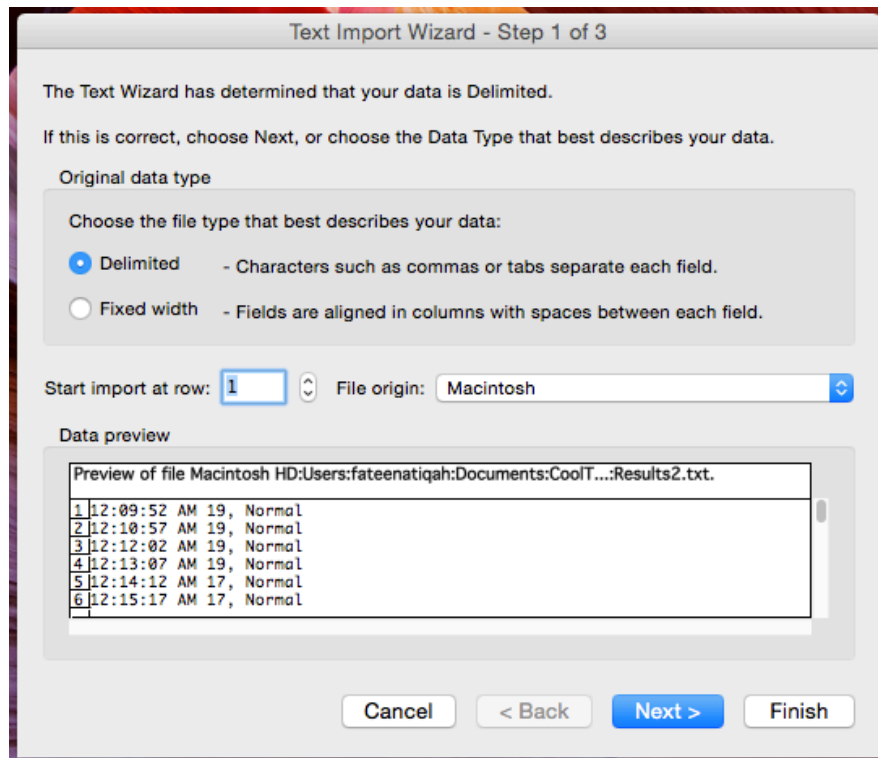 Text Import Wizard - Step 1 of 3
The Text Wizard has determined that your data is Delimited.
If this is correct, choose Next, or choose the Data Type that best describes your data.
Original data type
Choose the file type that best describes your data:
Delimited - Characters such as commas or tabs separate each field.
Fixed width - Fields are aligned in columns with spaces between each field.
Start import at row: 1 File origin: Macintosh
Data preview
Preview of file Macintosh HD:Users:fateenatiqah:Documents:CoolT...:Results2.txt.
1 12:09:52 AM 19, Normal
2 12:10:57 AM 19, Normal
3 12:12:02 AM 19, Normal
4 12:13:07 AM 19, Normal
5 12:14:12 AM 17, Normal
6 12:15:17 AM 17, Normal
Cancel < Back Next > Finish